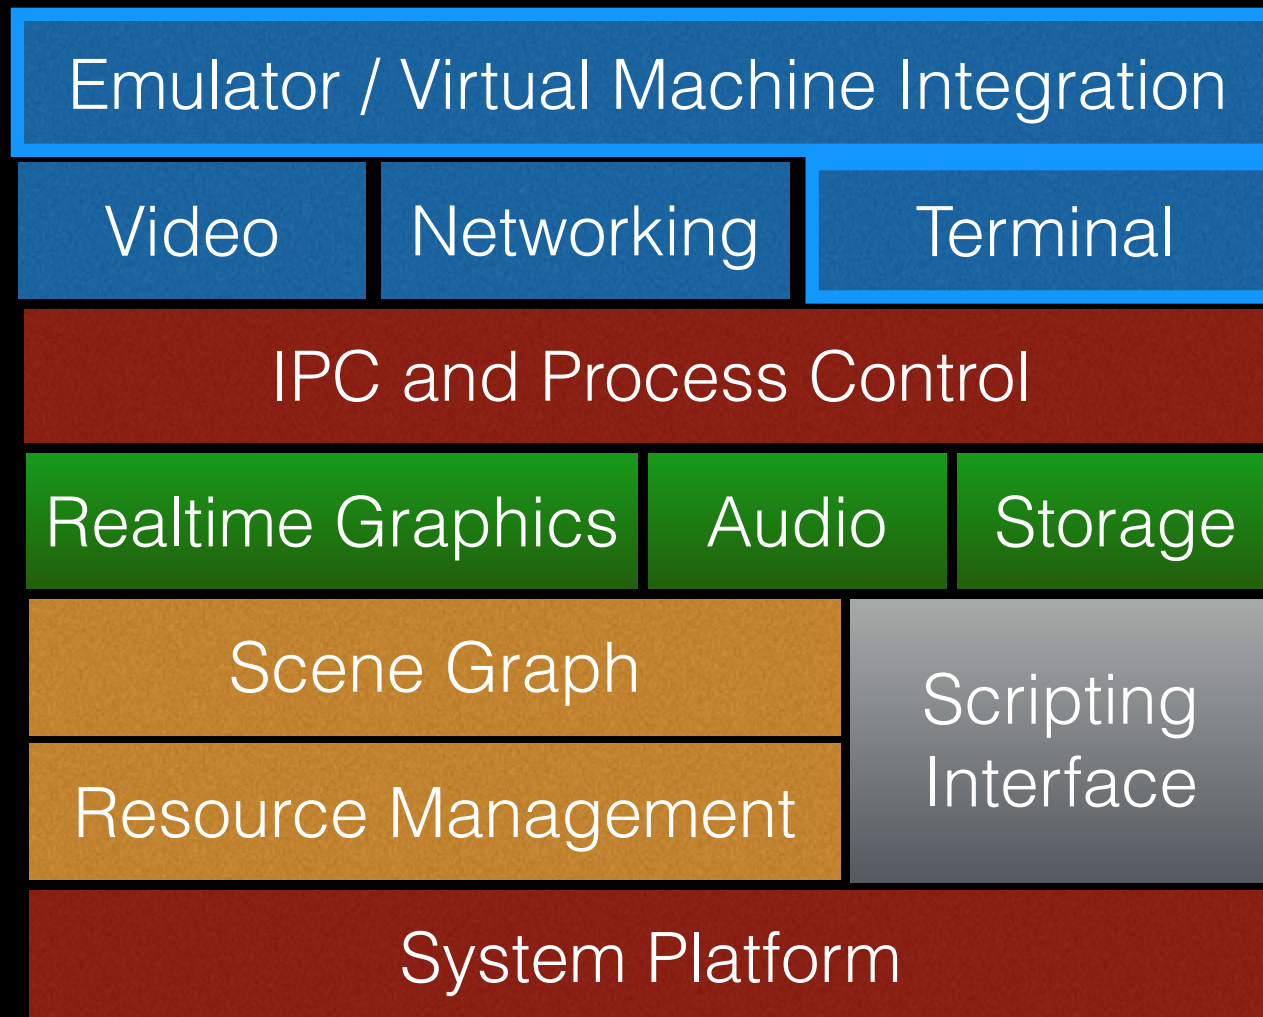 Emulator / Virtual Machine Integration
Video
Networking
Terminal
IPC and Process Control
Realtime Graphics
Audio
Storage
Scene Graph
Scripting
Interface
Resource Management
System Platform